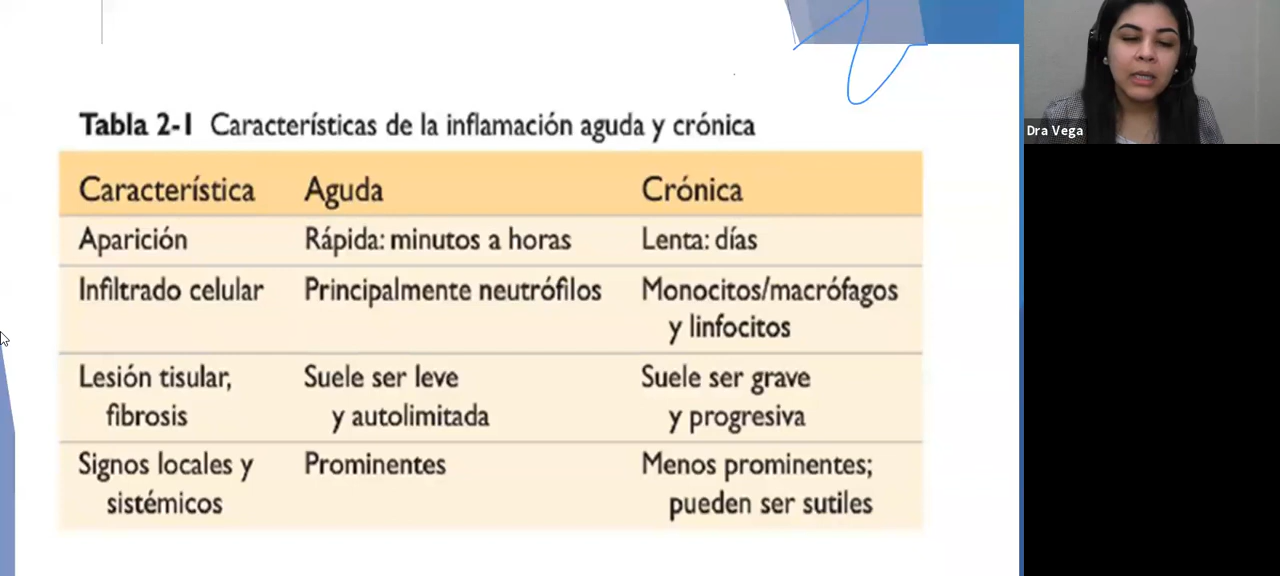 Tabla 2-1 Características de la inflamación aguda y crónica
Característica Aguda Crónica
Aparición Rápida: minutos a horas Lenta: días
Infiltrado celular Principalmente neutrófilos Monocitos/macrófagos
y linfocitos
Lesión tisular, Suele ser leve Suele ser grave
fibrosis y autolimitada y progresiva
Signos locales y Prominentes Menos prominentes;
sistémicos pueden ser sutiles
Dra Vega